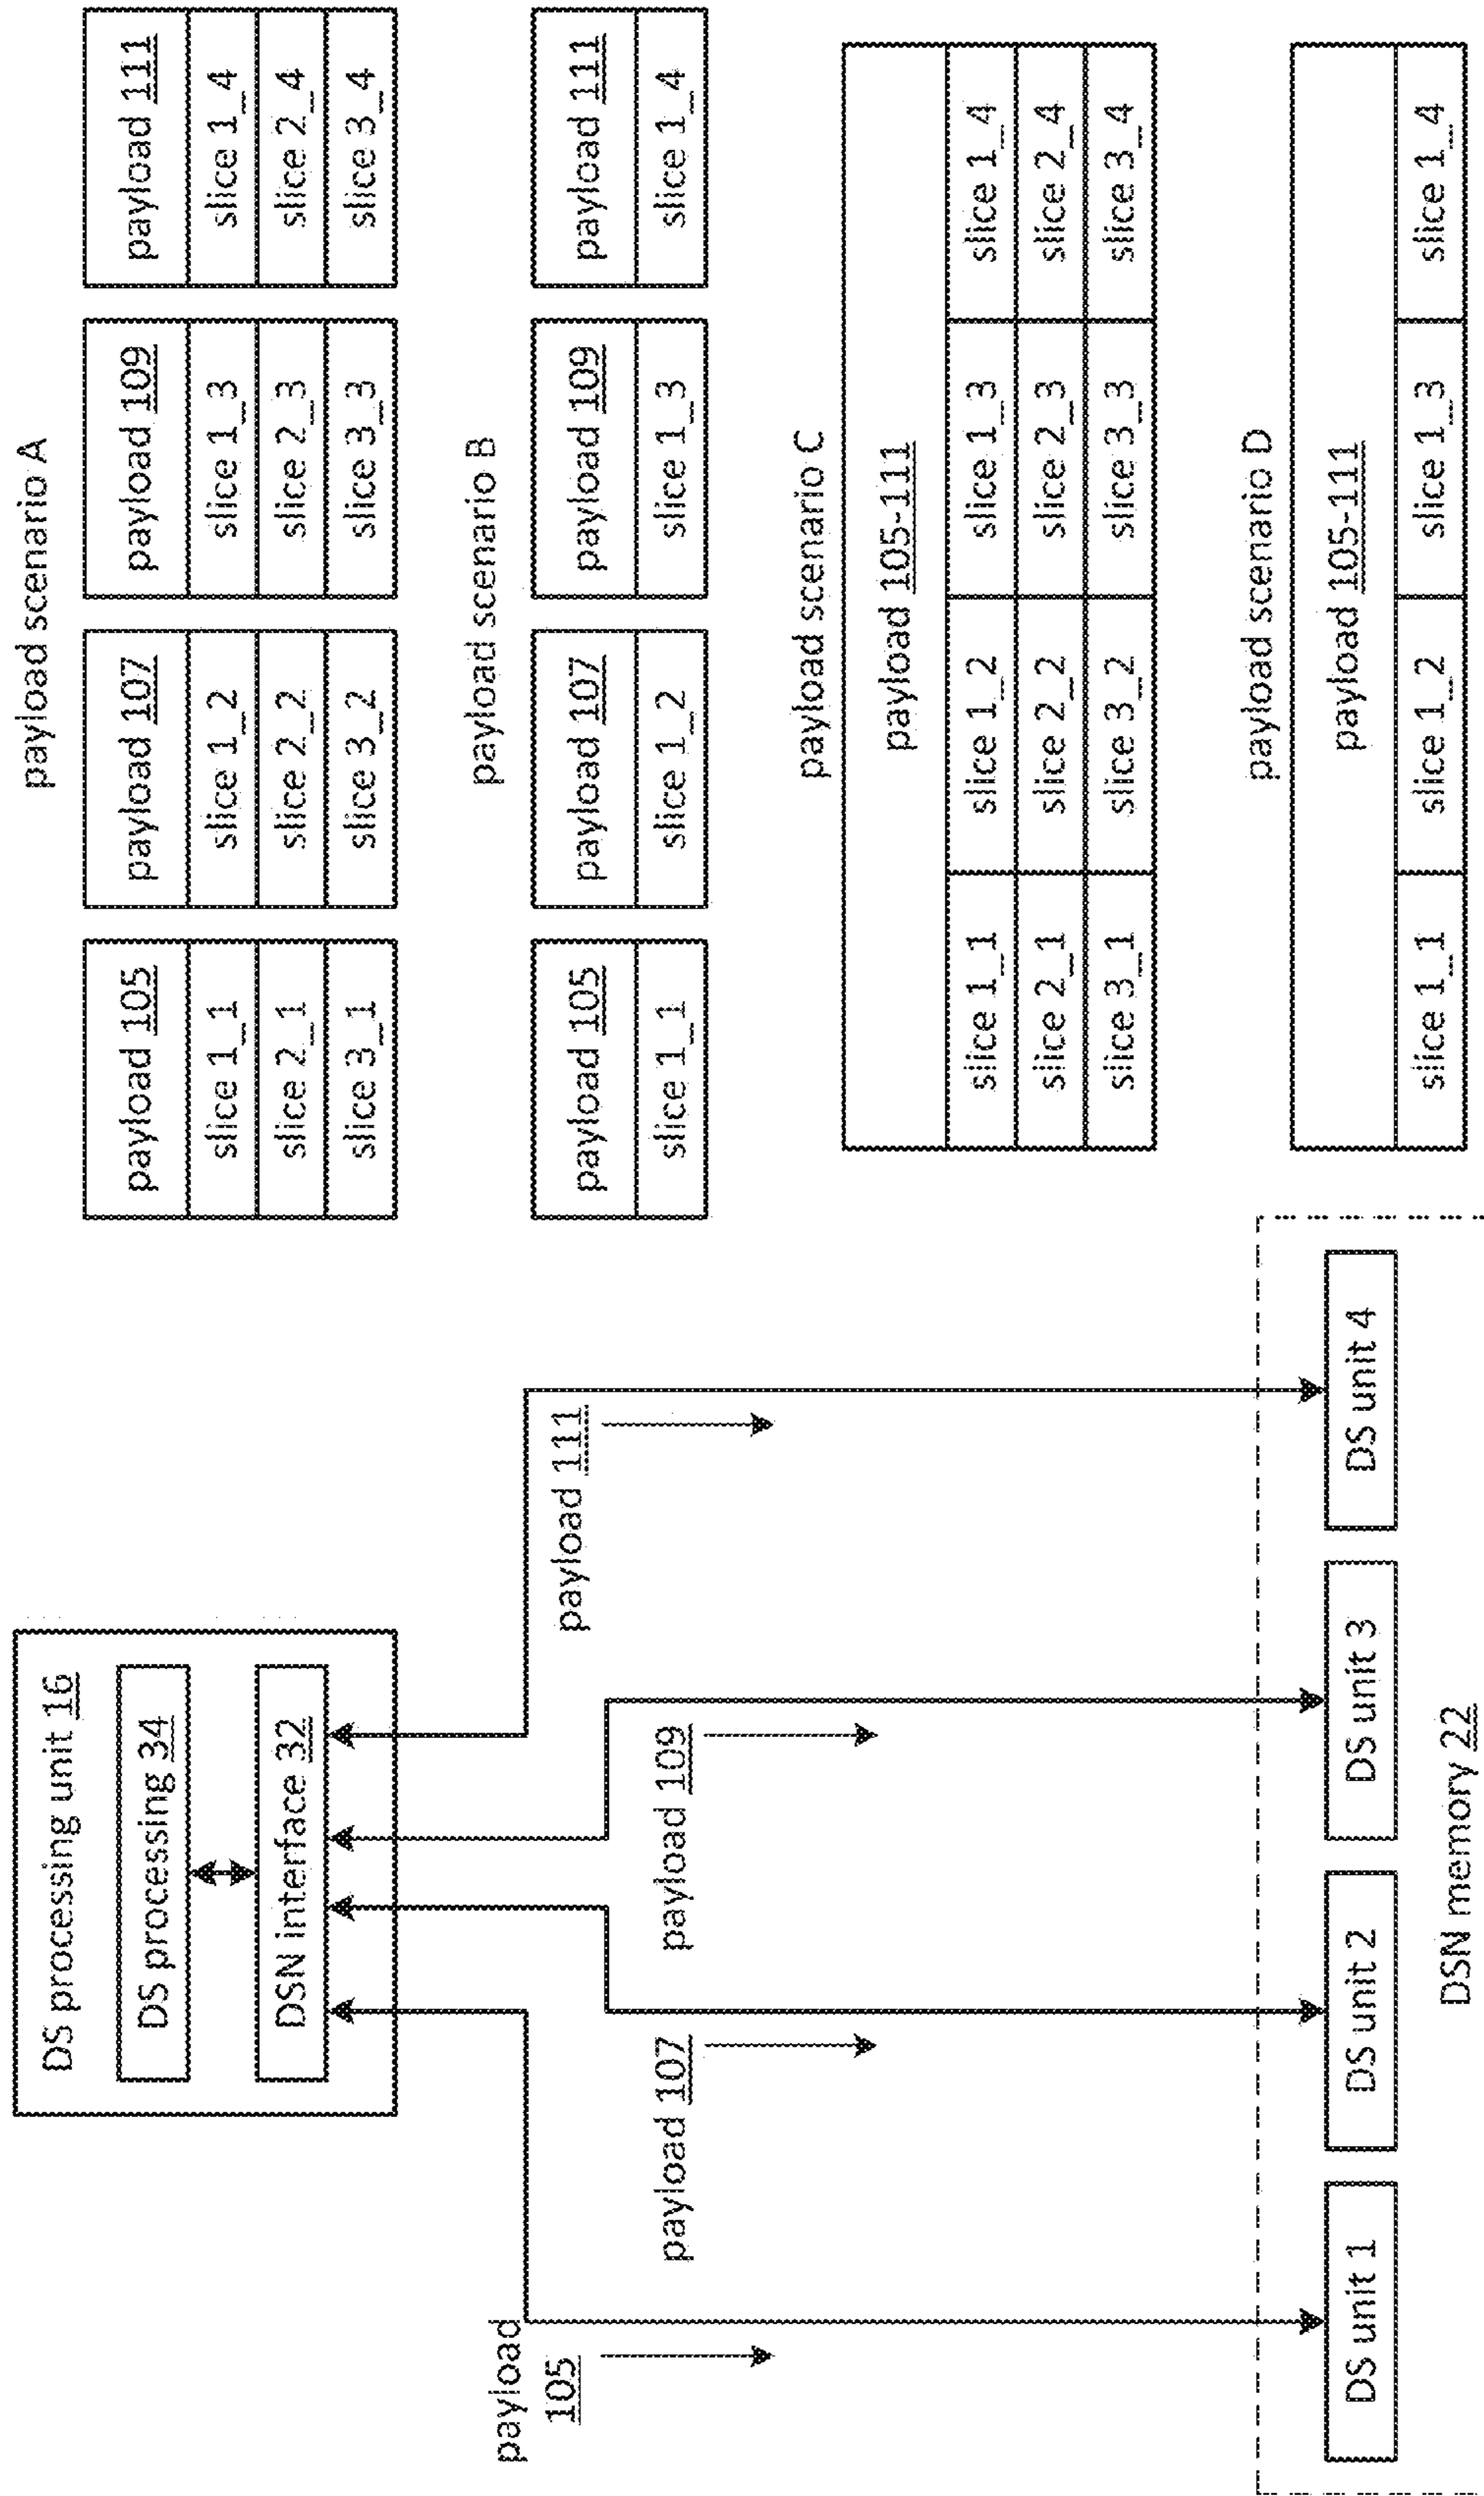 DS processing unit 16
DS processing 34
DSN interface 32
payload
105
payload 107
payload 109
payload 111
DS unit 1
DS unit 2
DS unit 3
DS unit 4
DSN memory 22
payload scenario A
payload 105
payload 107
payload 109
payload 111
slice 1_1
slice 1_2
slice 1_3
slice 1_4
slice 2_1
slice 2_2
slice 2_3
slice 2_4
slice 3_1
slice 3_2
slice 3_3
slice 3_4
payload scenario B
payload 105
payload 107
payload 109
payload 111
slice 1_1
slice 1_2
slice 1_3
slice 1_4
payload scenario C
payload 105-111
slice 1_1
slice 1_2
slice 1_3
slice 1_4
slice 2_1
slice 2_2
slice 2_3
slice 2_4
slice 3_1
slice 3_2
slice 3_3
slice 3_4
payload scenario D
payload 105-111
slice 1_1
slice 1_2
slice 1_3
slice 1_4